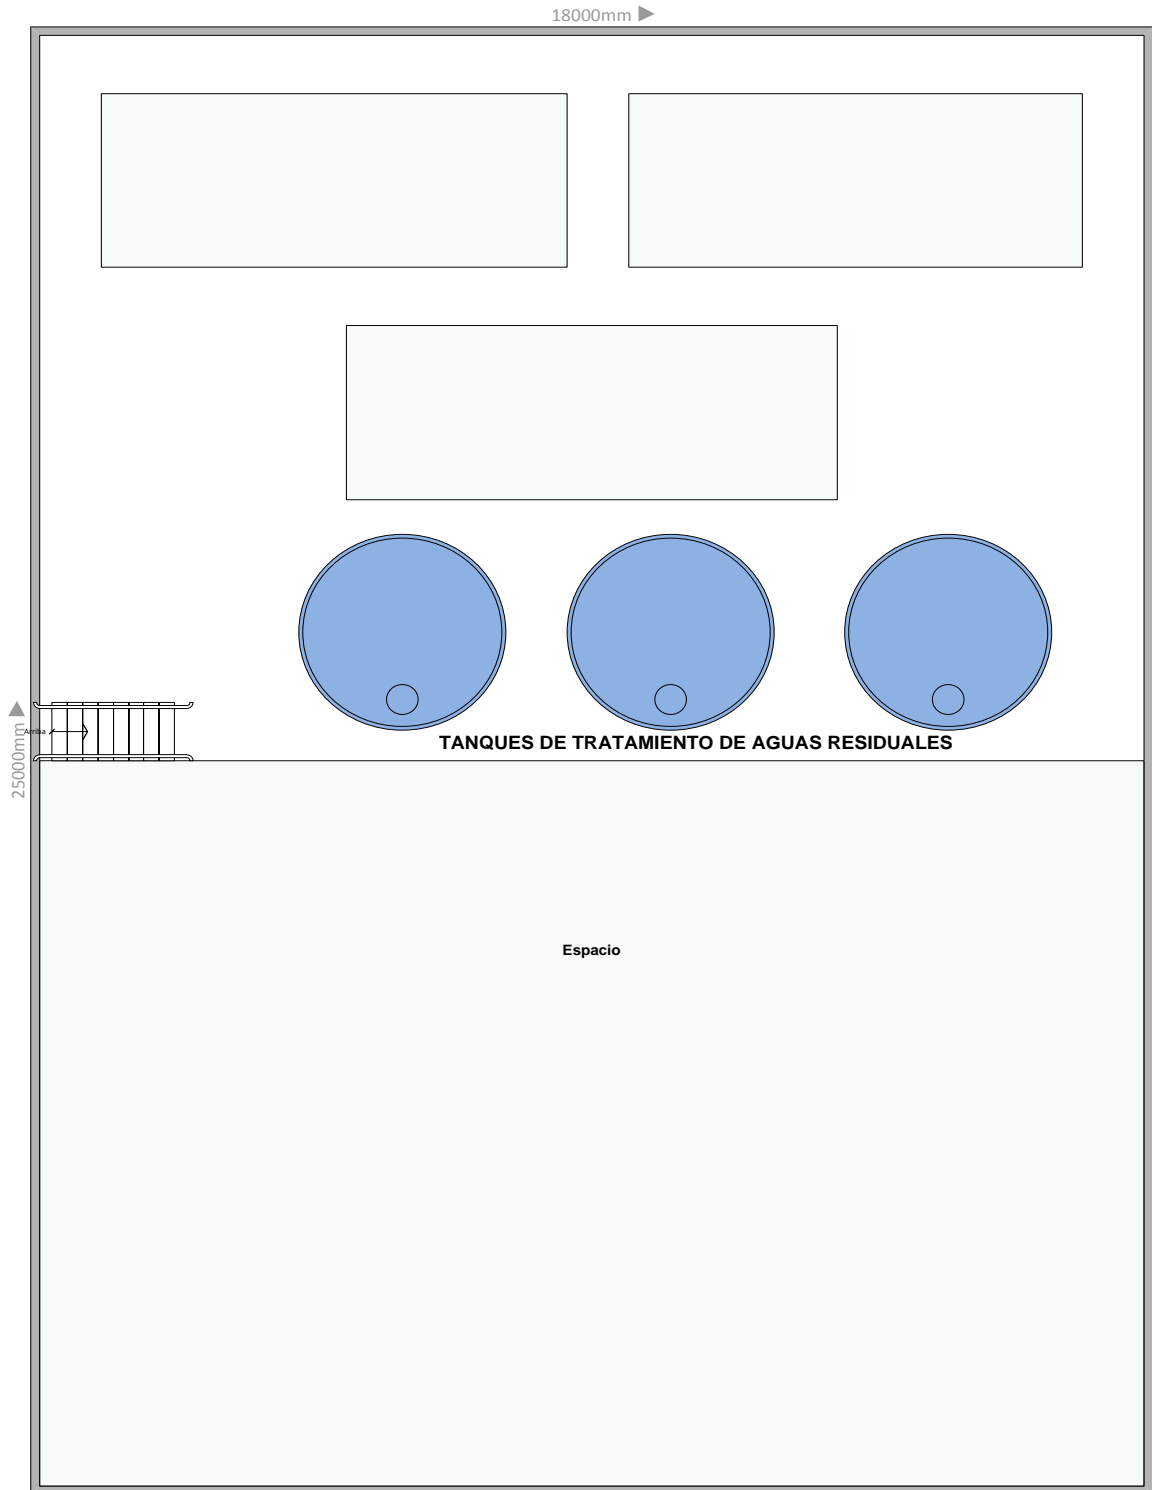 18000mm
Arriba
25000mm
TANQUES DE TRATAMIENTO DE AGUAS RESIDUALES
Espacio